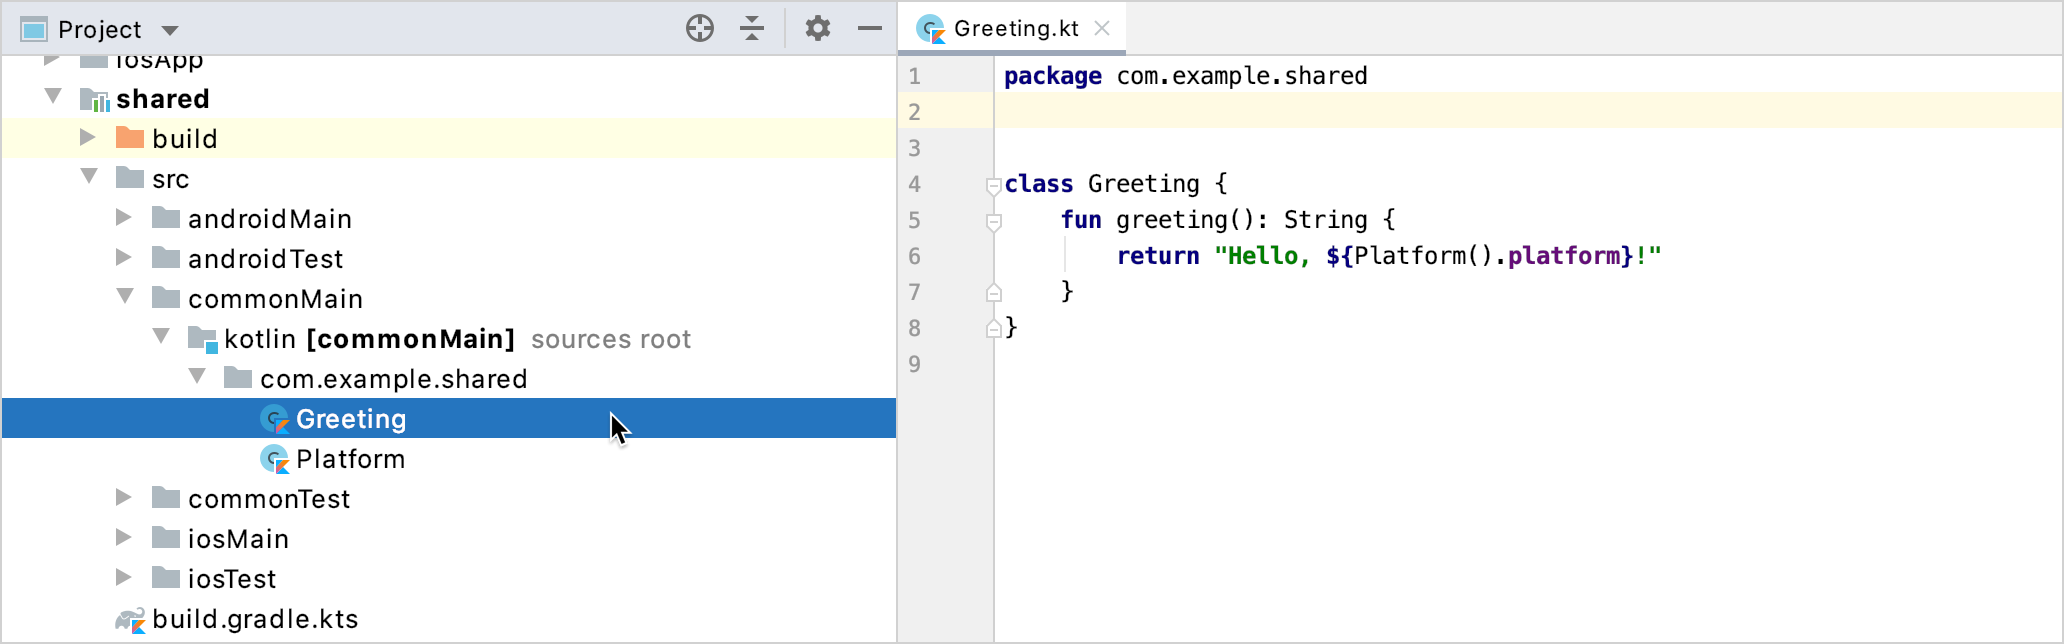 Project
iosApp
shared
build
src
androidMain
androidTest
commonMain
kotlin [commonMain] sources root
com.example.shared
Greeting
Platform
commonTest
iosMain
iosTest
build.gradle.kts
Greeting.kt
1 package com.example.shared
2
3
4 class Greeting {
5 fun greeting(): String {
6 return "Hello, ${Platform().platform}!"
7 }
8 }
9